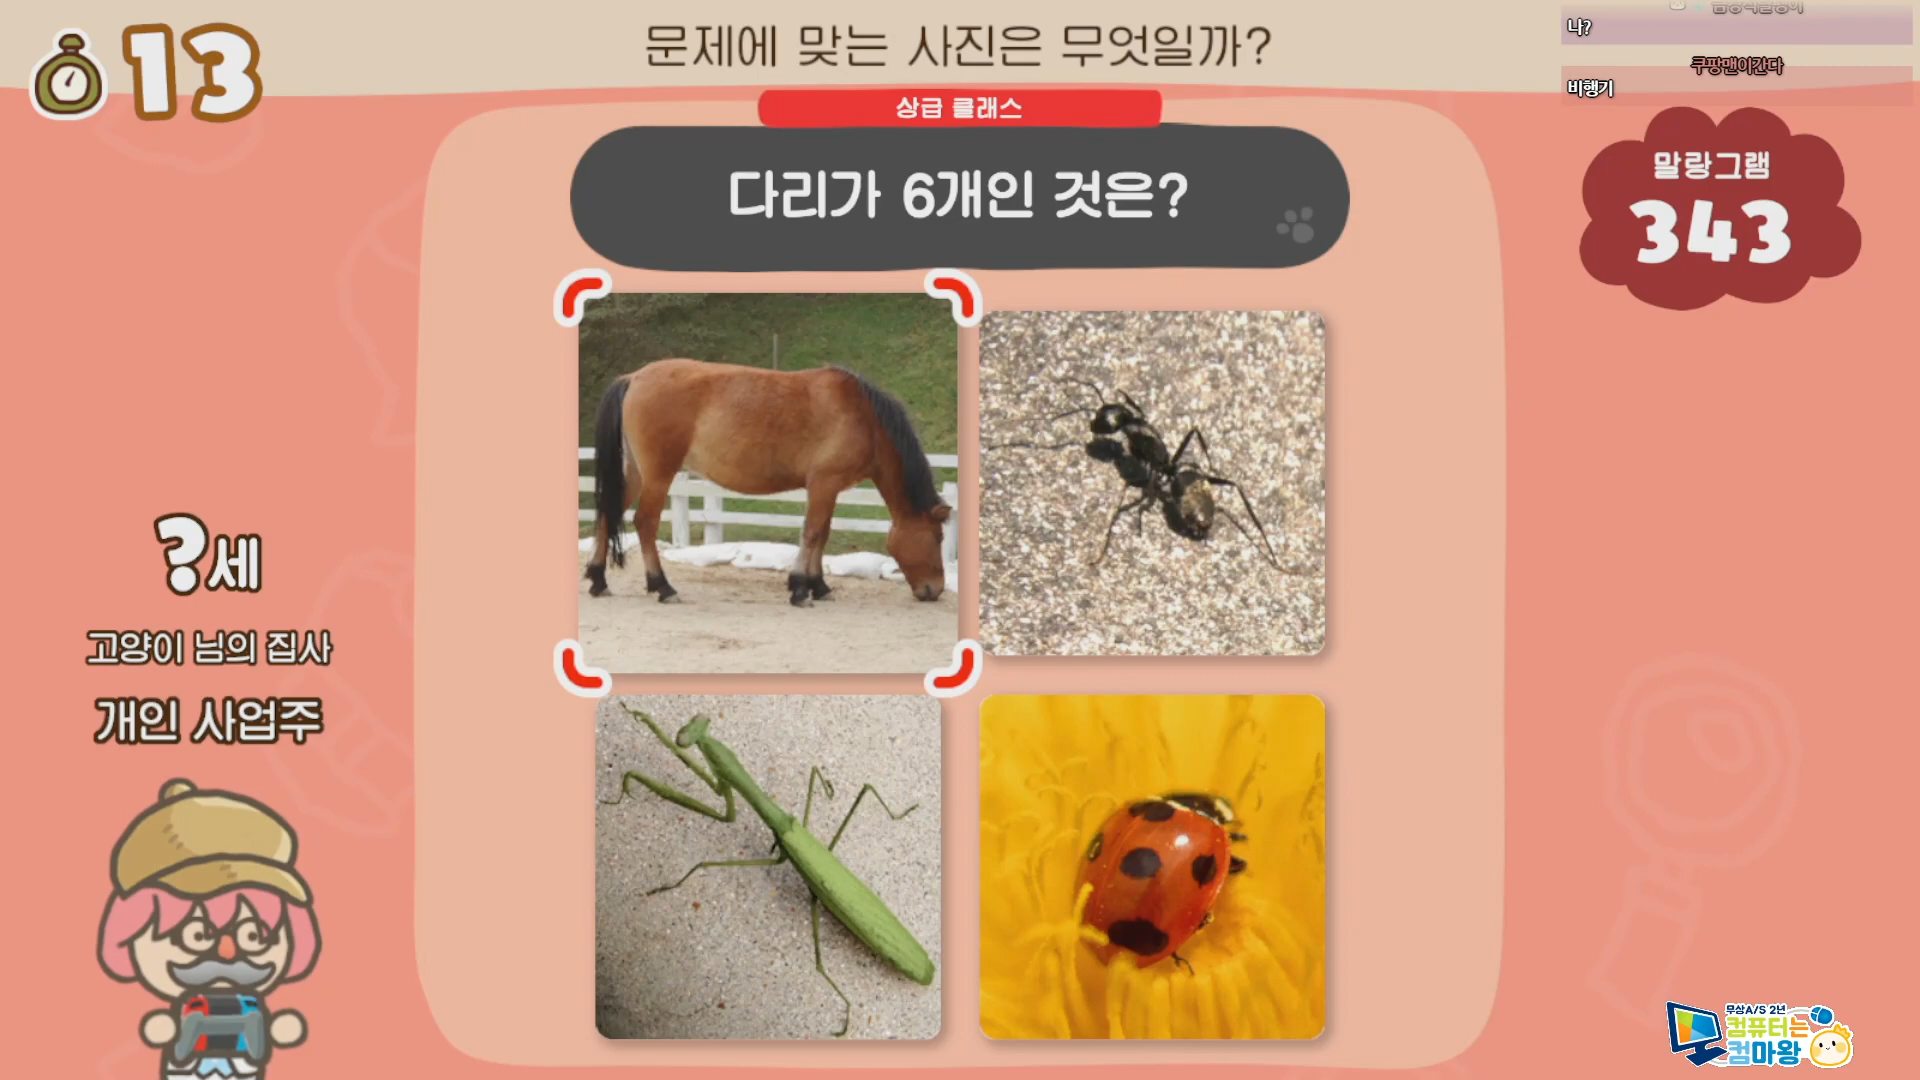 13
문제에 맞는 사진은 무엇일까?
나?
쿠팡맨이간다
비행기
상급 클래스
다리가 6개인 것은?
말랑그램
343
?세
고양이 님의 집사
개인 사업주
무상A/S 2년
컴퓨터는
컴마왕